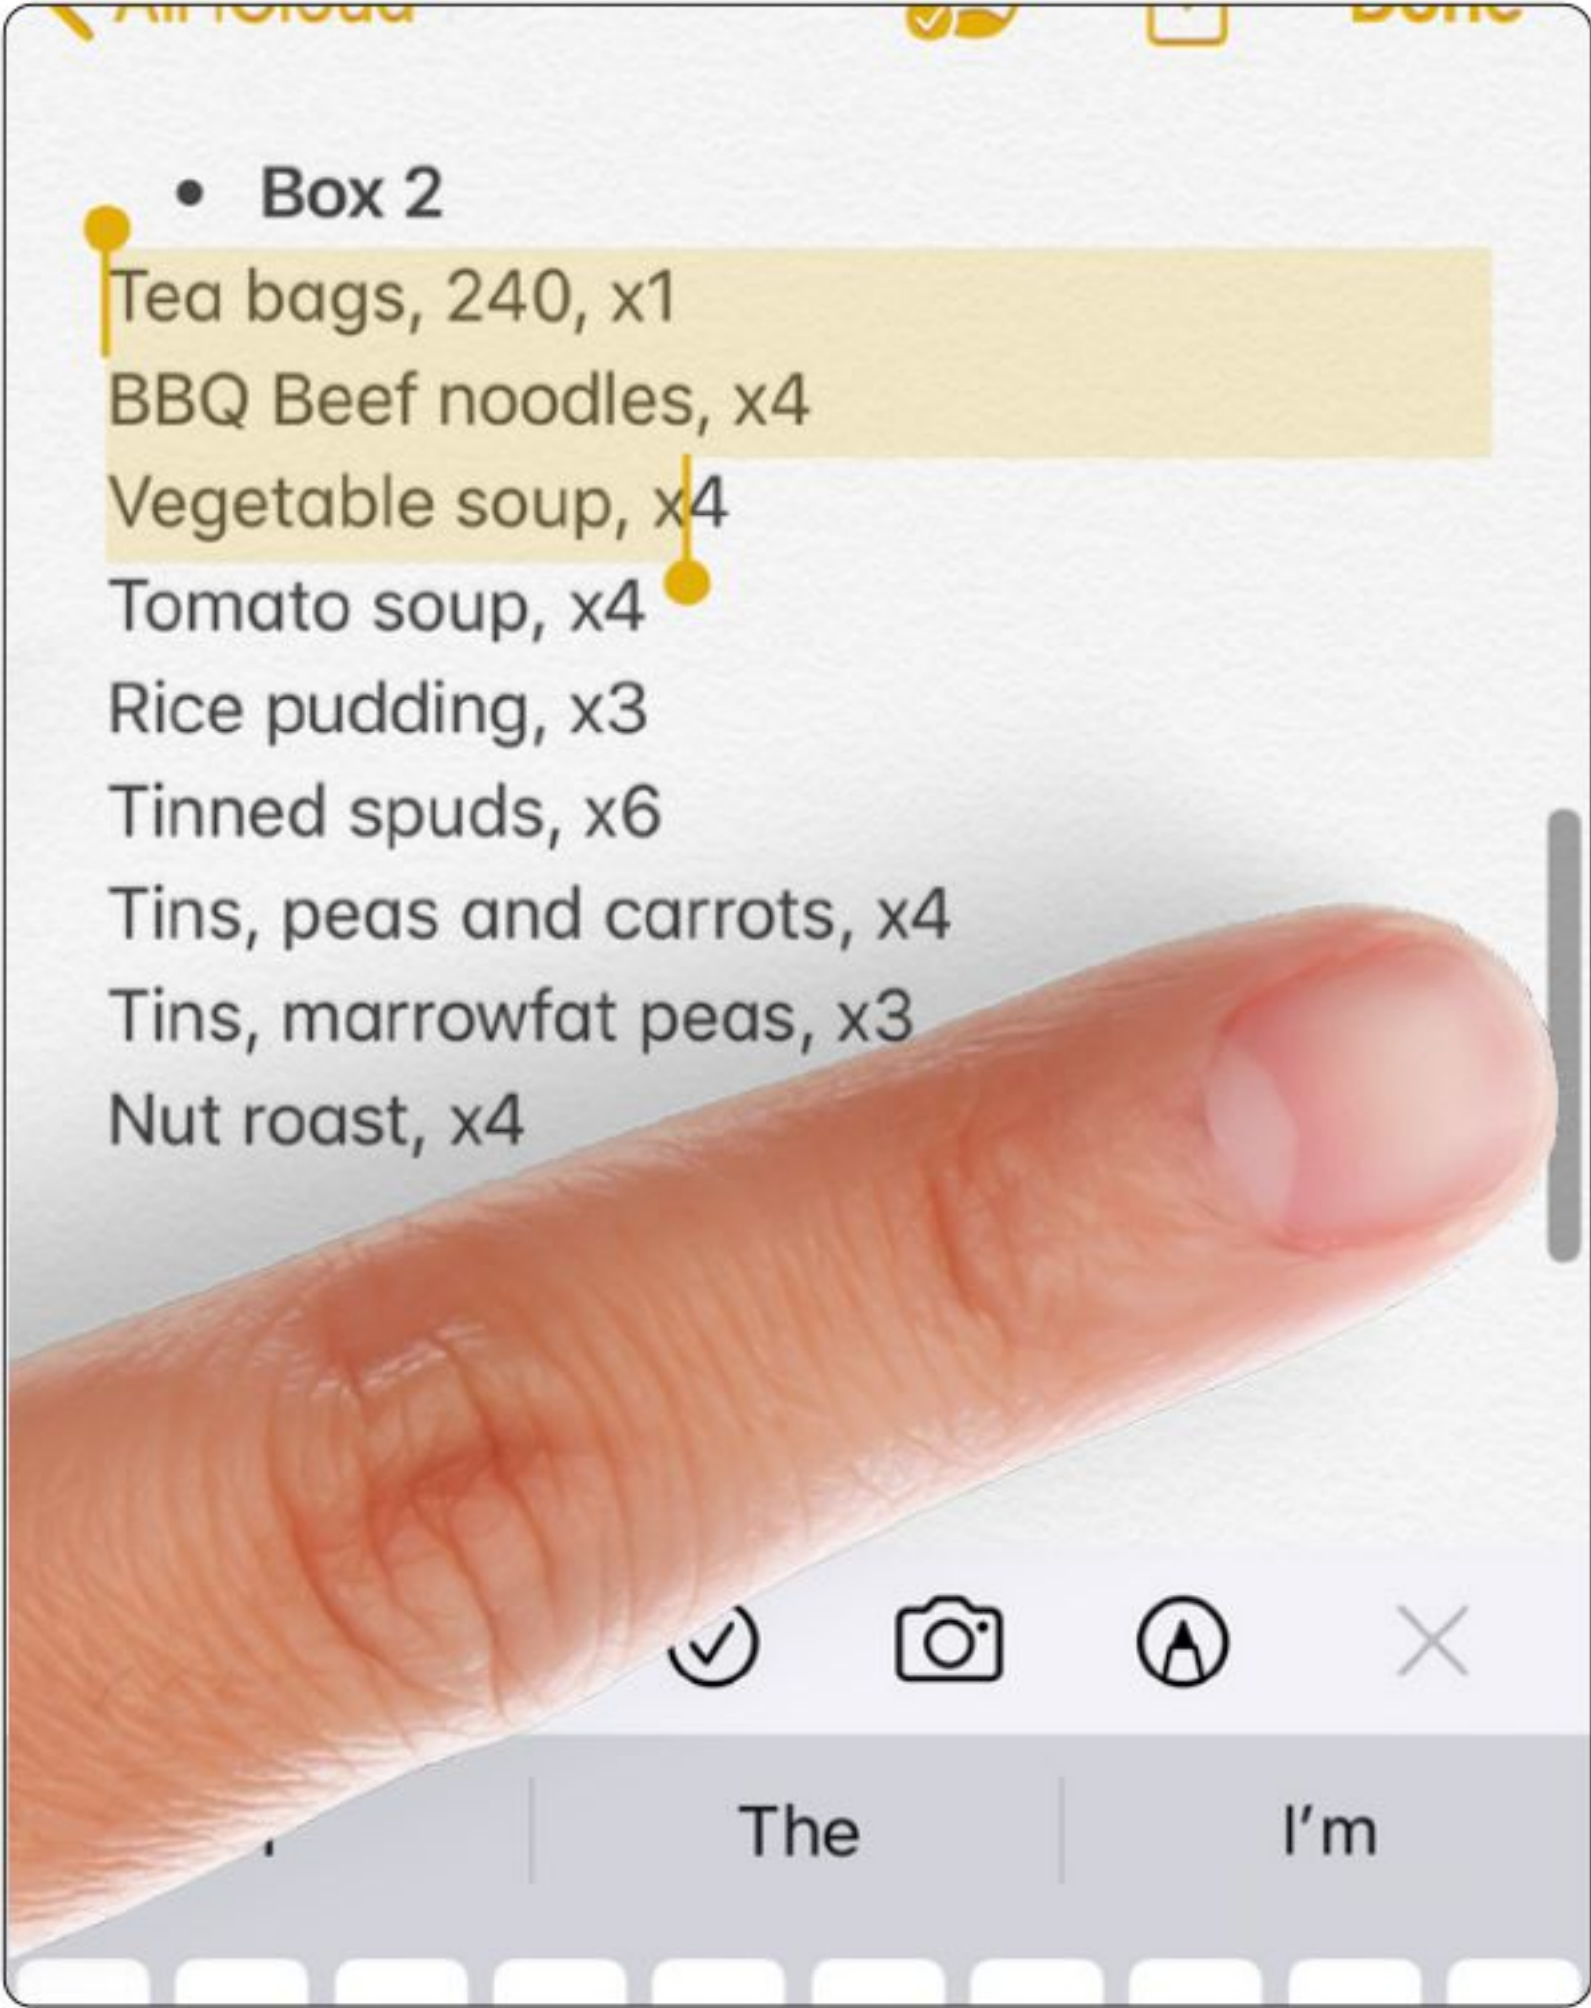 Box 2
Tea bags, 240, x1
BBQ Beef noodles, x4
Vegetable soup, x4
Tomato soup, x4
Rice pudding, x3
Tinned spuds, x6
Tins, peas and carrots, x4
Tins, marrowfat peas, x3
Nut roast, x4
The I’m